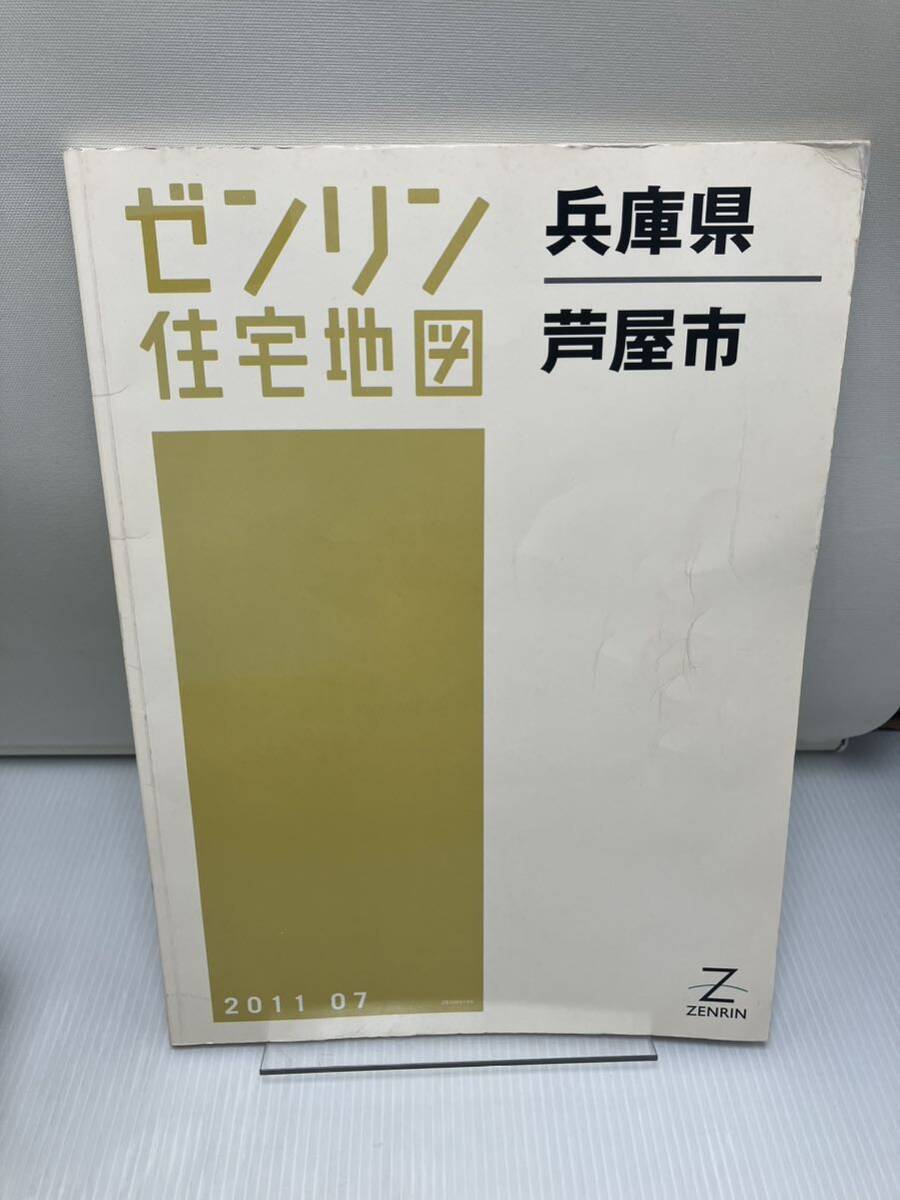 ゼンリン
住宅地図
兵庫県
芦屋市
2011 07
Z
ZENRIN